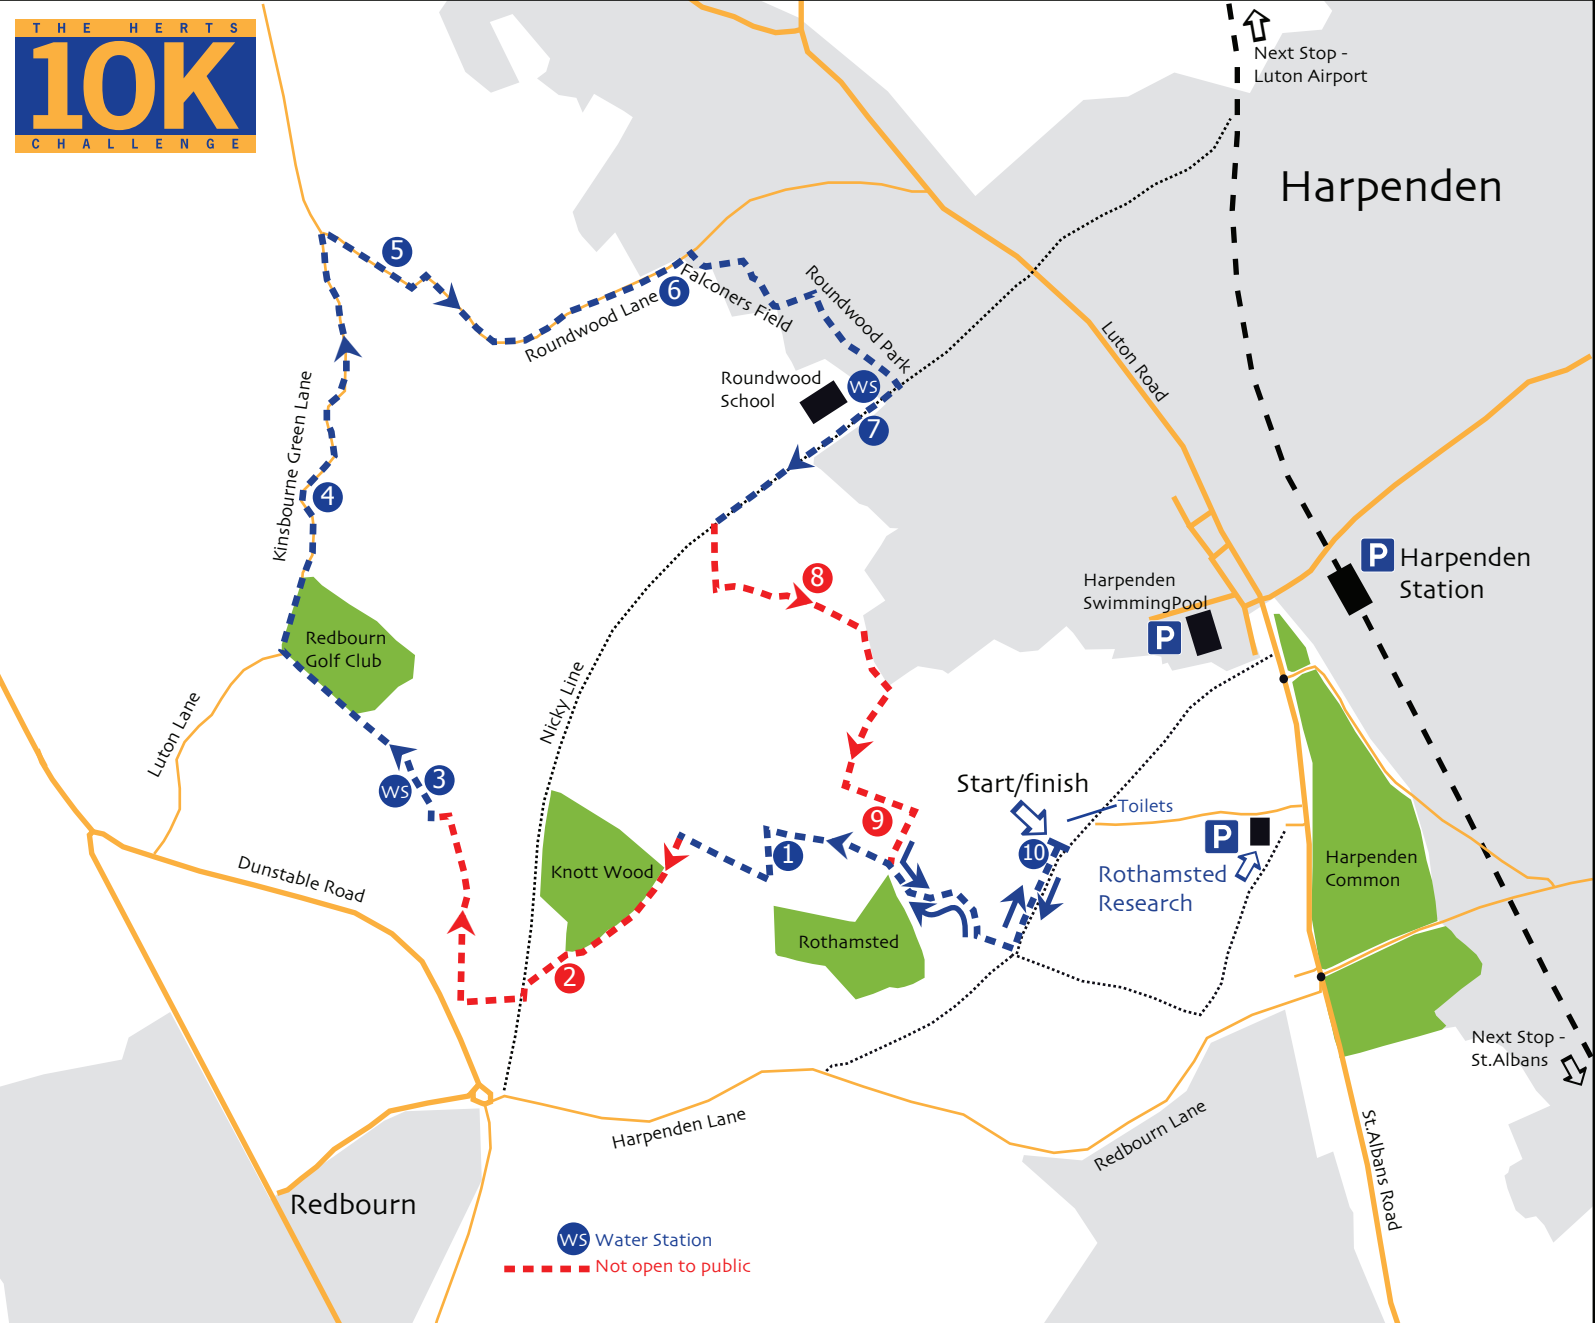 THE HERTS
10K
CHALLENGE
Next Stop -
Luton Airport
Harpenden
5
6
Falconers Field
Roundwood Park
Roundwood Lane
Luton Road
Roundwood
School
WS
7
Kinsbourne Green Lane
4
8
P
Harpenden
Station
Harpenden
SwimmingPool
P
Redbourn
Golf Club
Nicky Line
Luton Lane
WS
3
Start/finish
Toilets
9
10
1
P
Rothamsted
Research
Harpenden
Common
Knott Wood
Dunstable Road
Rothamsted
2
Next Stop -
St.Albans
Harpenden Lane
Redbourn Lane
St.Albans Road
Redbourn
WS Water Station
Not open to public